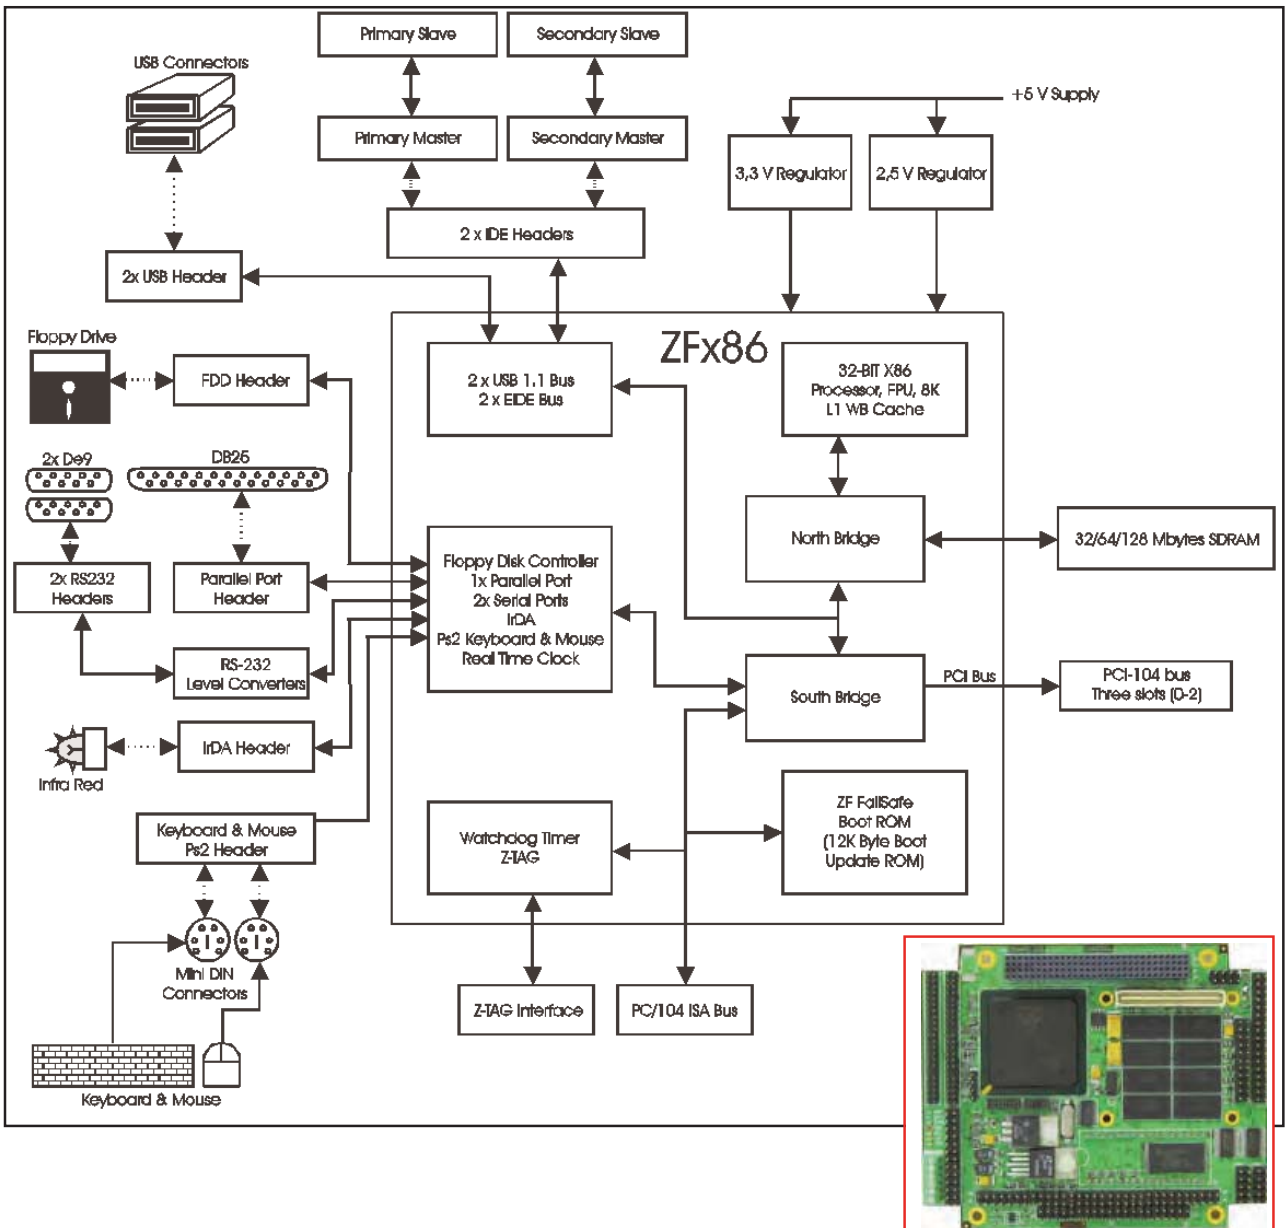 Primary Slave
Secondary Slave
USB Connectors
+5 V Supply
Primary Master
Secondary Master
3,3 V Regulator
2,5 V Regulator
2 x IDE Headers
2x USB Header
Floppy Drive
ZFx86
FDD Header
2 x USB 1.1 Bus
2 x EIDE Bus
32-BIT X86
Processor, FPU, 8K
L1 WB Cache
2x De9
DB25
North Bridge
32/64/128 Mbytes SDRAM
Floppy Disk Controller
1x Parallel Port
2x Serial Ports
IrDA
Ps2 Keyboard & Mouse
Real Time Clock
2x RS232
Headers
Parallel Port
Header
RS-232
Level Converters
South Bridge
PCI Bus
PCI-104 bus
Three slots (0-2)
IrDA Header
Infra Red
Keyboard & Mouse
Ps2 Header
Watchdog Timer
Z-TAG
ZF FailSafe
Boot ROM
(12K Byte Boot
Update ROM)
Mini DIN
Connectors
Z-TAG Interface
PC/104 ISA Bus
Keyboard & Mouse